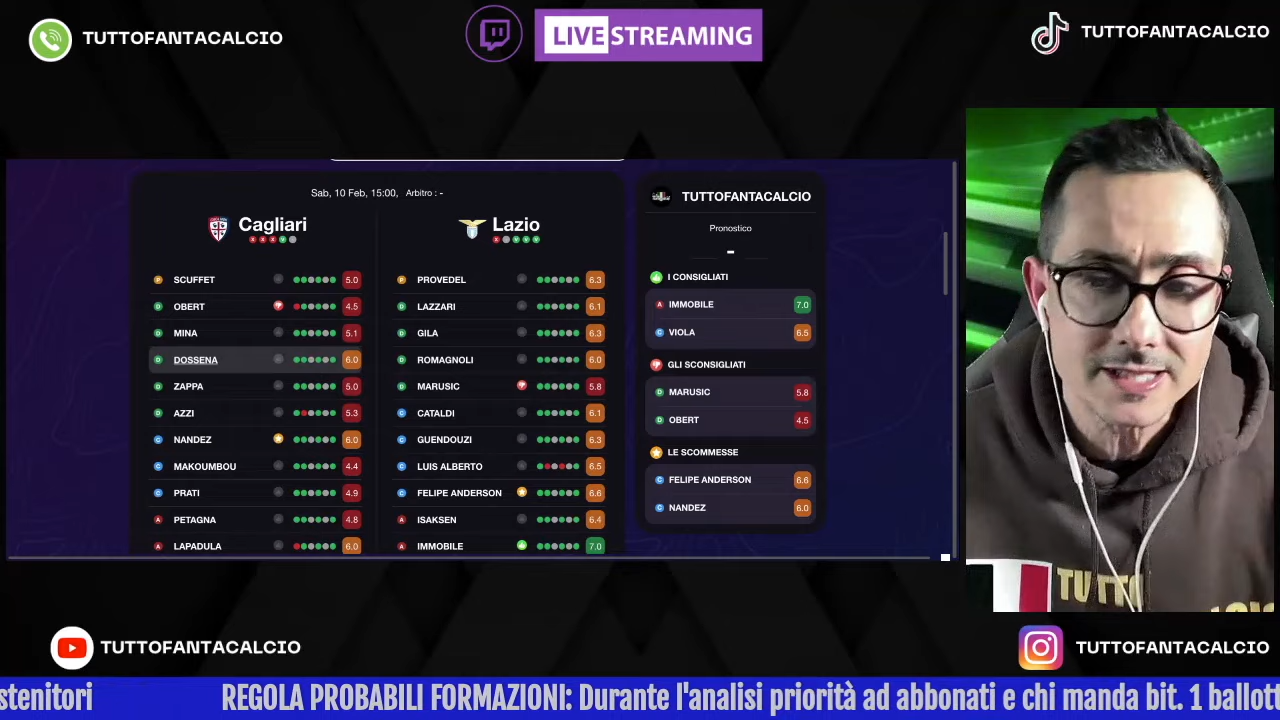 TUTTOFANTACALCIO
LIVE STREAMING
TUTTOFANTACALCIO
Sab, 10 Feb, 15:00, Arbitro : -
Cagliari
Lazio
P SCUFFET 5.0
D OBERT 4.5
D MINA 5.1
D DOSSENA 6.0
D ZAPPA 5.0
D AZZI 5.3
C NANDEZ 6.0
C MAKOUMBOU 4.4
C PRATI 4.9
A PETAGNA 4.8
A LAPADULA 6.0
P PROVEDEL 6.3
D LAZZARI 6.1
D GILA 6.3
D ROMAGNOLI 6.0
D MARUSIC 5.8
C CATALDI 6.1
C GUENDOUZI 6.3
C LUIS ALBERTO 6.5
C FELIPE ANDERSON 6.6
A ISAKSEN 6.4
A IMMOBILE 7.0
TUTTOFANTACALCIO
Pronostico
-
I CONSIGLIATI
A IMMOBILE 7.0
C VIOLA 6.5
GLI SCONSIGLIATI
D MARUSIC 5.8
D OBERT 4.5
LE SCOMMESSE
C FELIPE ANDERSON 6.6
C NANDEZ 6.0
TUTTO
TUTTOFANTACALCIO
TUTTOFANTACALCIO
stenitori REGOLA PROBABILI FORMAZIONI: Durante l'analisi priorità ad abbonati e chi manda bit. 1 ballott